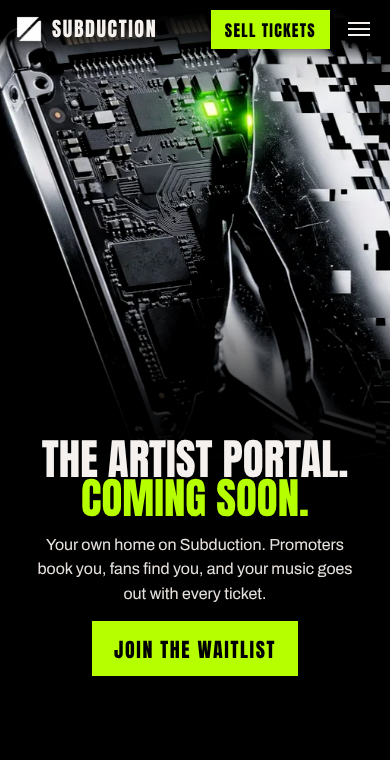 SUBDUCTION
SELL TICKETS
THE ARTIST PORTAL.
COMING SOON.
Your own home on Subduction. Promoters
book you, fans find you, and your music goes
out with every ticket.
JOIN THE WAITLIST